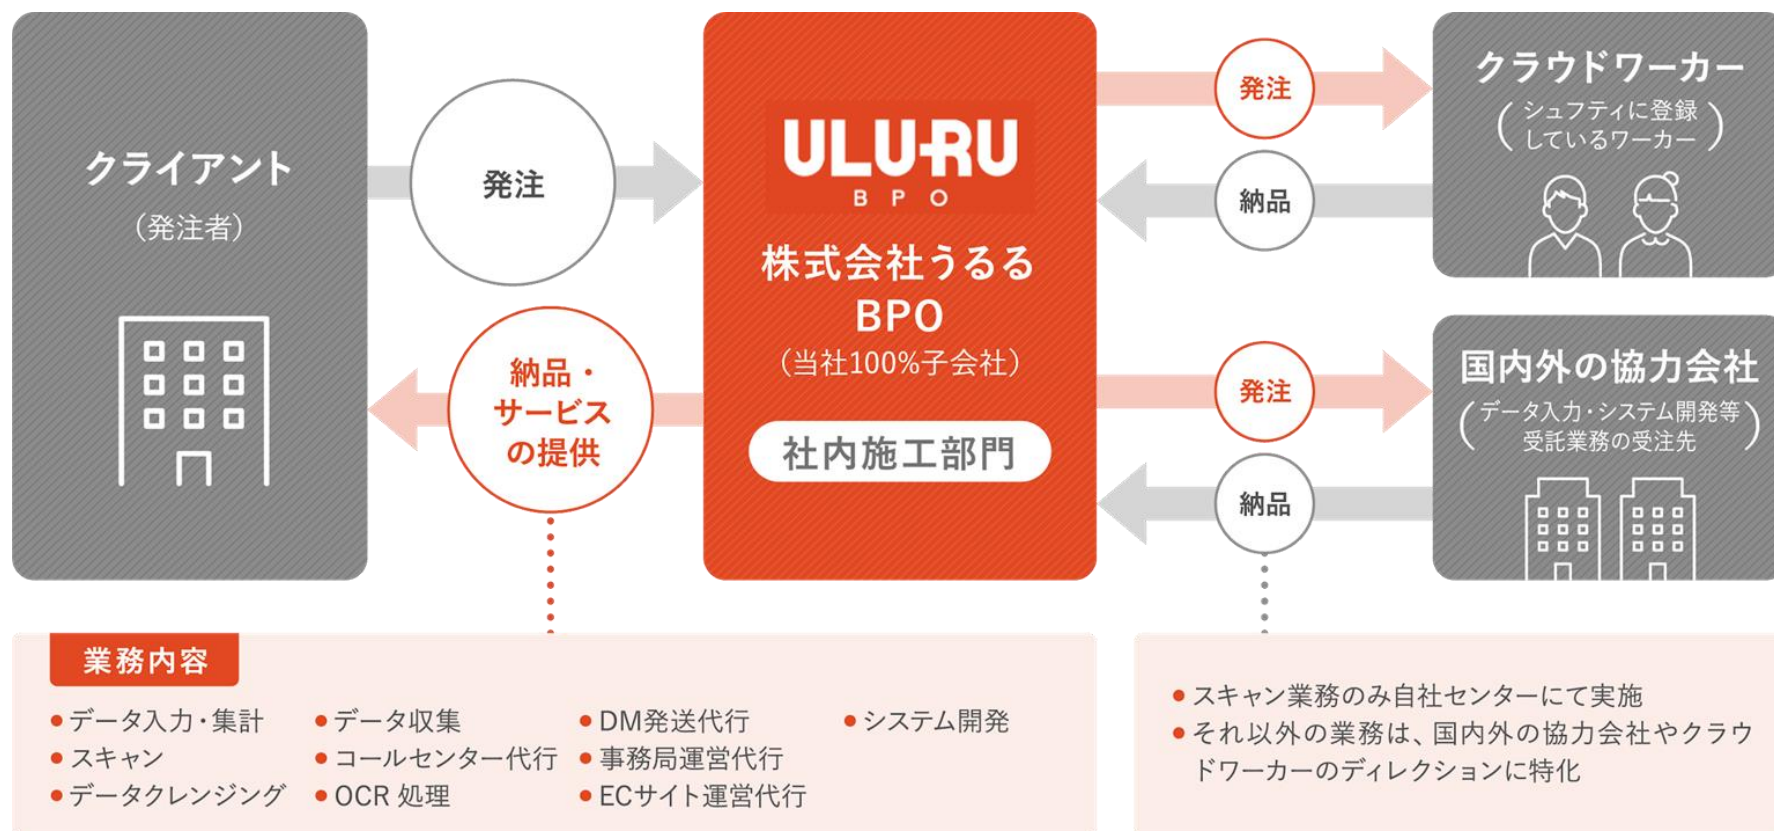 クライアント
（発注者）
発注
納品・
サービス
の提供
ULURU
BPO
株式会社うるる
BPO
（当社100%子会社）
社内施工部門
発注
納品
クラウドワーカー
（シュフティに登録
しているワーカー）
発注
納品
国内外の協力会社
（データ入力・システム開発等
受託業務の受注先）
業務内容
●データ入力・集計
●スキャン
●データクレンジング
●データ収集
●コールセンター代行
●OCR 処理
●DM発送代行
●事務局運営代行
●ECサイト運営代行
●システム開発
●スキャン業務のみ自社センターにて実施
●それ以外の業務は、国内外の協力会社やクラウ
ドワーカーのディレクションに特化